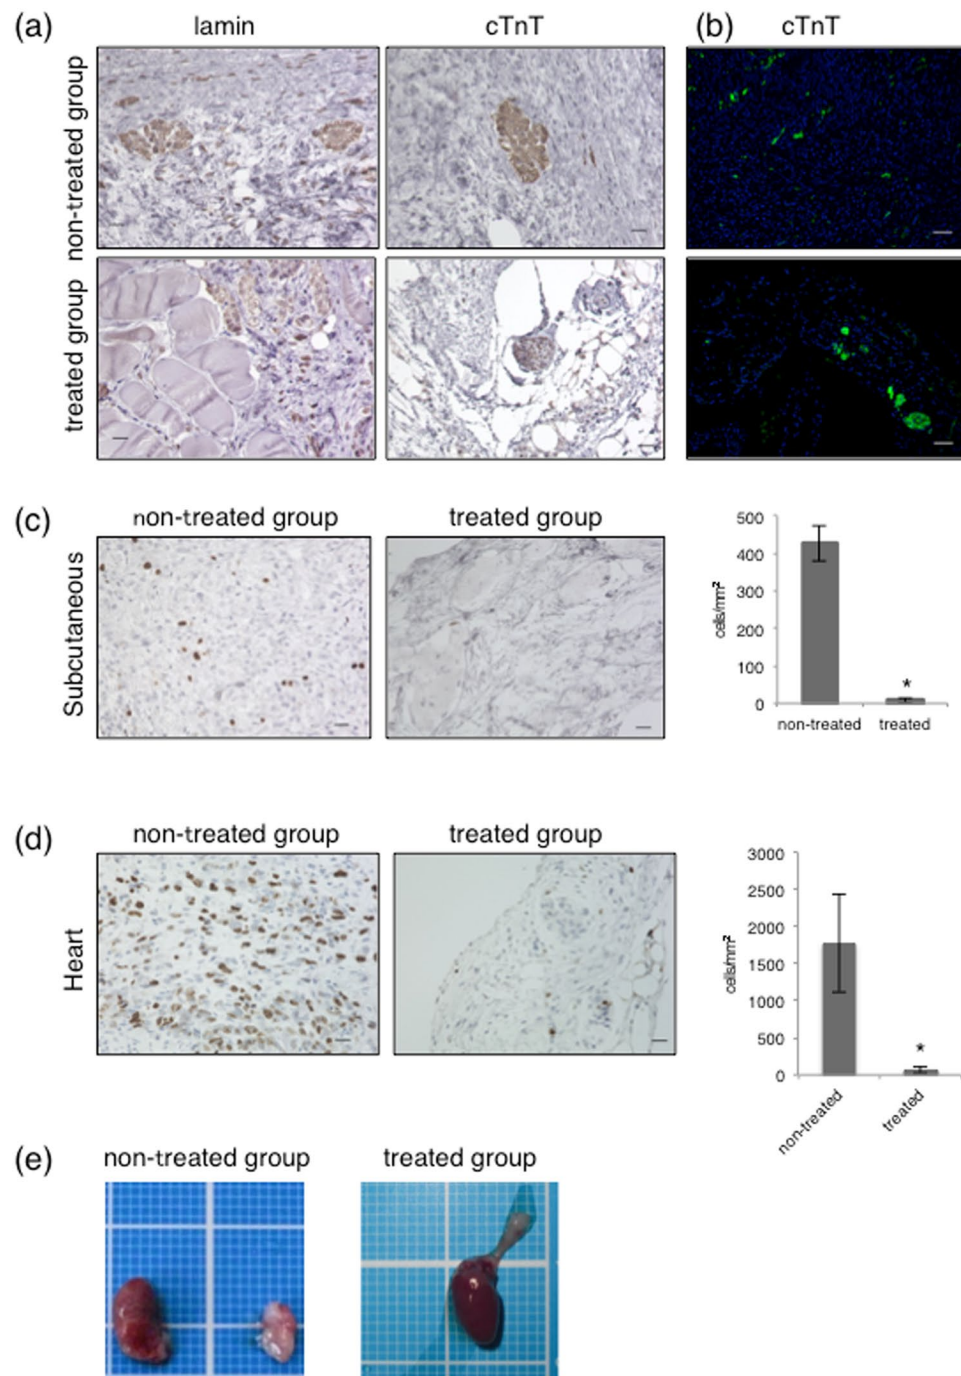 (a)
lamin
cTnT
(b)
cTnT
non-treated group
treated group
(c)
non-treated group
treated group
Subcutaneous
cells/mm²
500
400
300
200
100
0
*
non-treated
treated
(d)
non-treated group
treated group
Heart
cells/mm²
3000
2500
2000
1500
1000
500
0
*
non-treated
treated
(e)
non-treated group
treated group